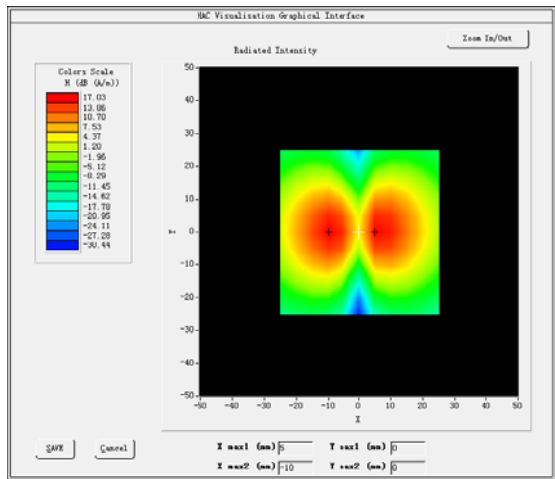 HAC Visualisation Graphical Interface
Zoom In/Out
Radiated Intensity
Colors Scale
H (dB (A/m))
17.03
13.86
10.70
7.53
4.37
1.20
-1.96
-5.12
-8.29
-11.45
-14.62
-17.78
-20.95
-24.11
-27.28
-30.44
50
40
30
20
10
0
-10
-20
-30
-40
-50
Y
-50 -40 -30 -20 -10 0 10 20 30 40 50
X
SAVE
Cancel
X max1 (mm) 5 Y max1 (mm) 0
X max2 (mm) -10 Y max2 (mm) 0